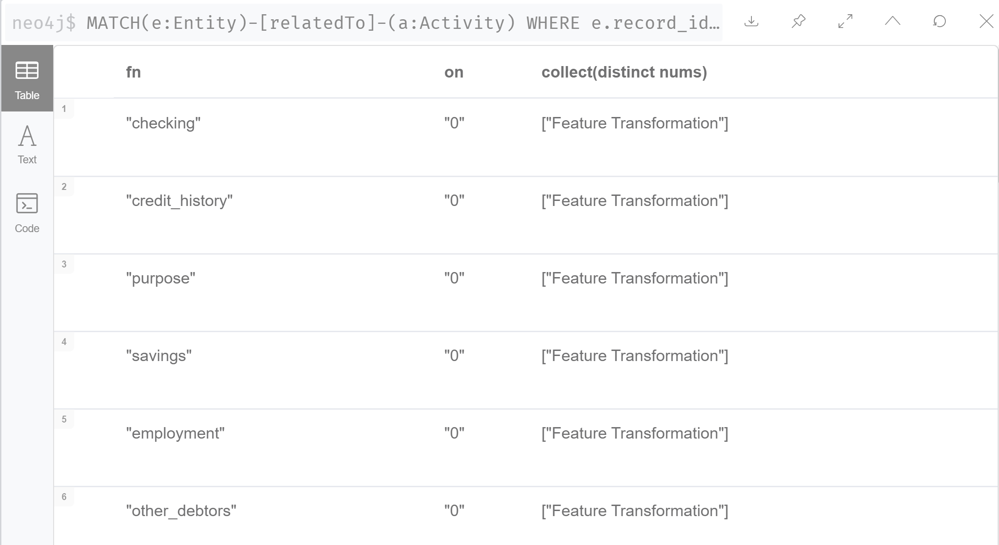 neo4j$ MATCH(e:Entity)-[relatedTo]-(a:Activity) WHERE e.record_id…
Table
Text
Code
fn on collect(distinct nums)
1
"checking" "0" ["Feature Transformation"]
2
"credit_history" "0" ["Feature Transformation"]
3
"purpose" "0" ["Feature Transformation"]
4
"savings" "0" ["Feature Transformation"]
5
"employment" "0" ["Feature Transformation"]
6
"other_debtors" "0" ["Feature Transformation"]